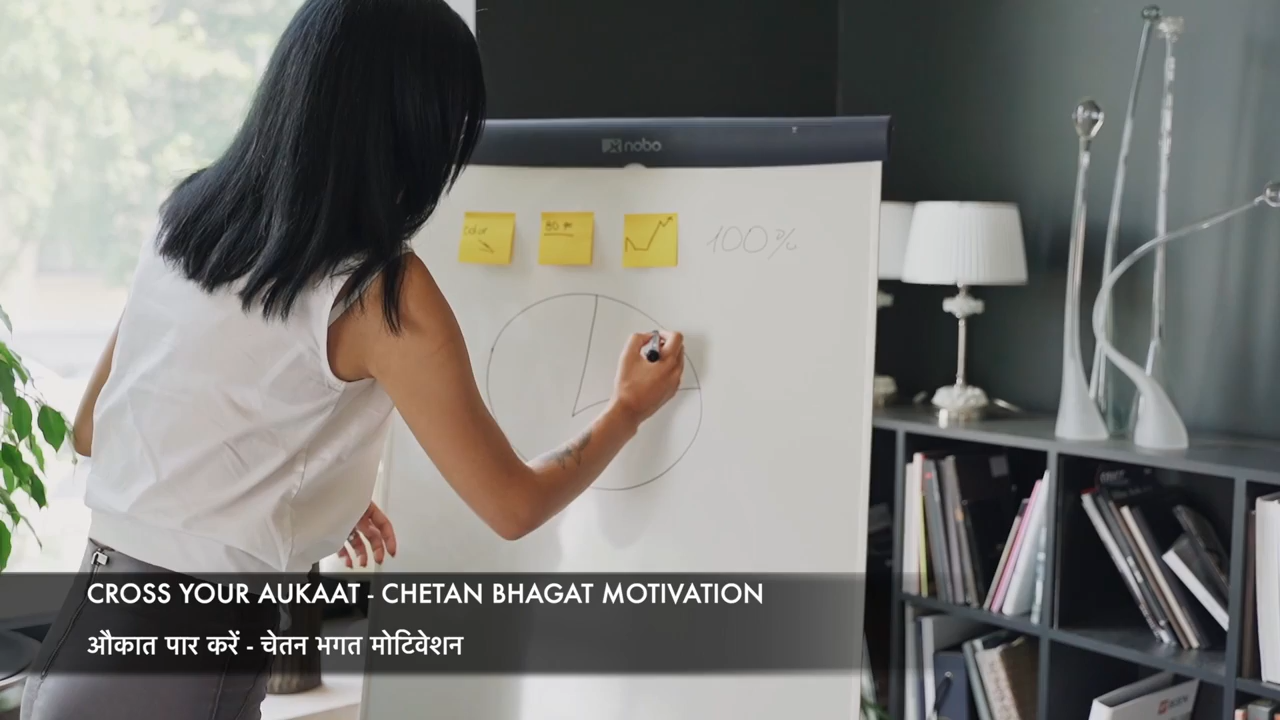 nobo
100%
CROSS YOUR AUKAAT - CHETAN BHAGAT MOTIVATION
औकात पार करें - चेतन भगत मोटिवेशन